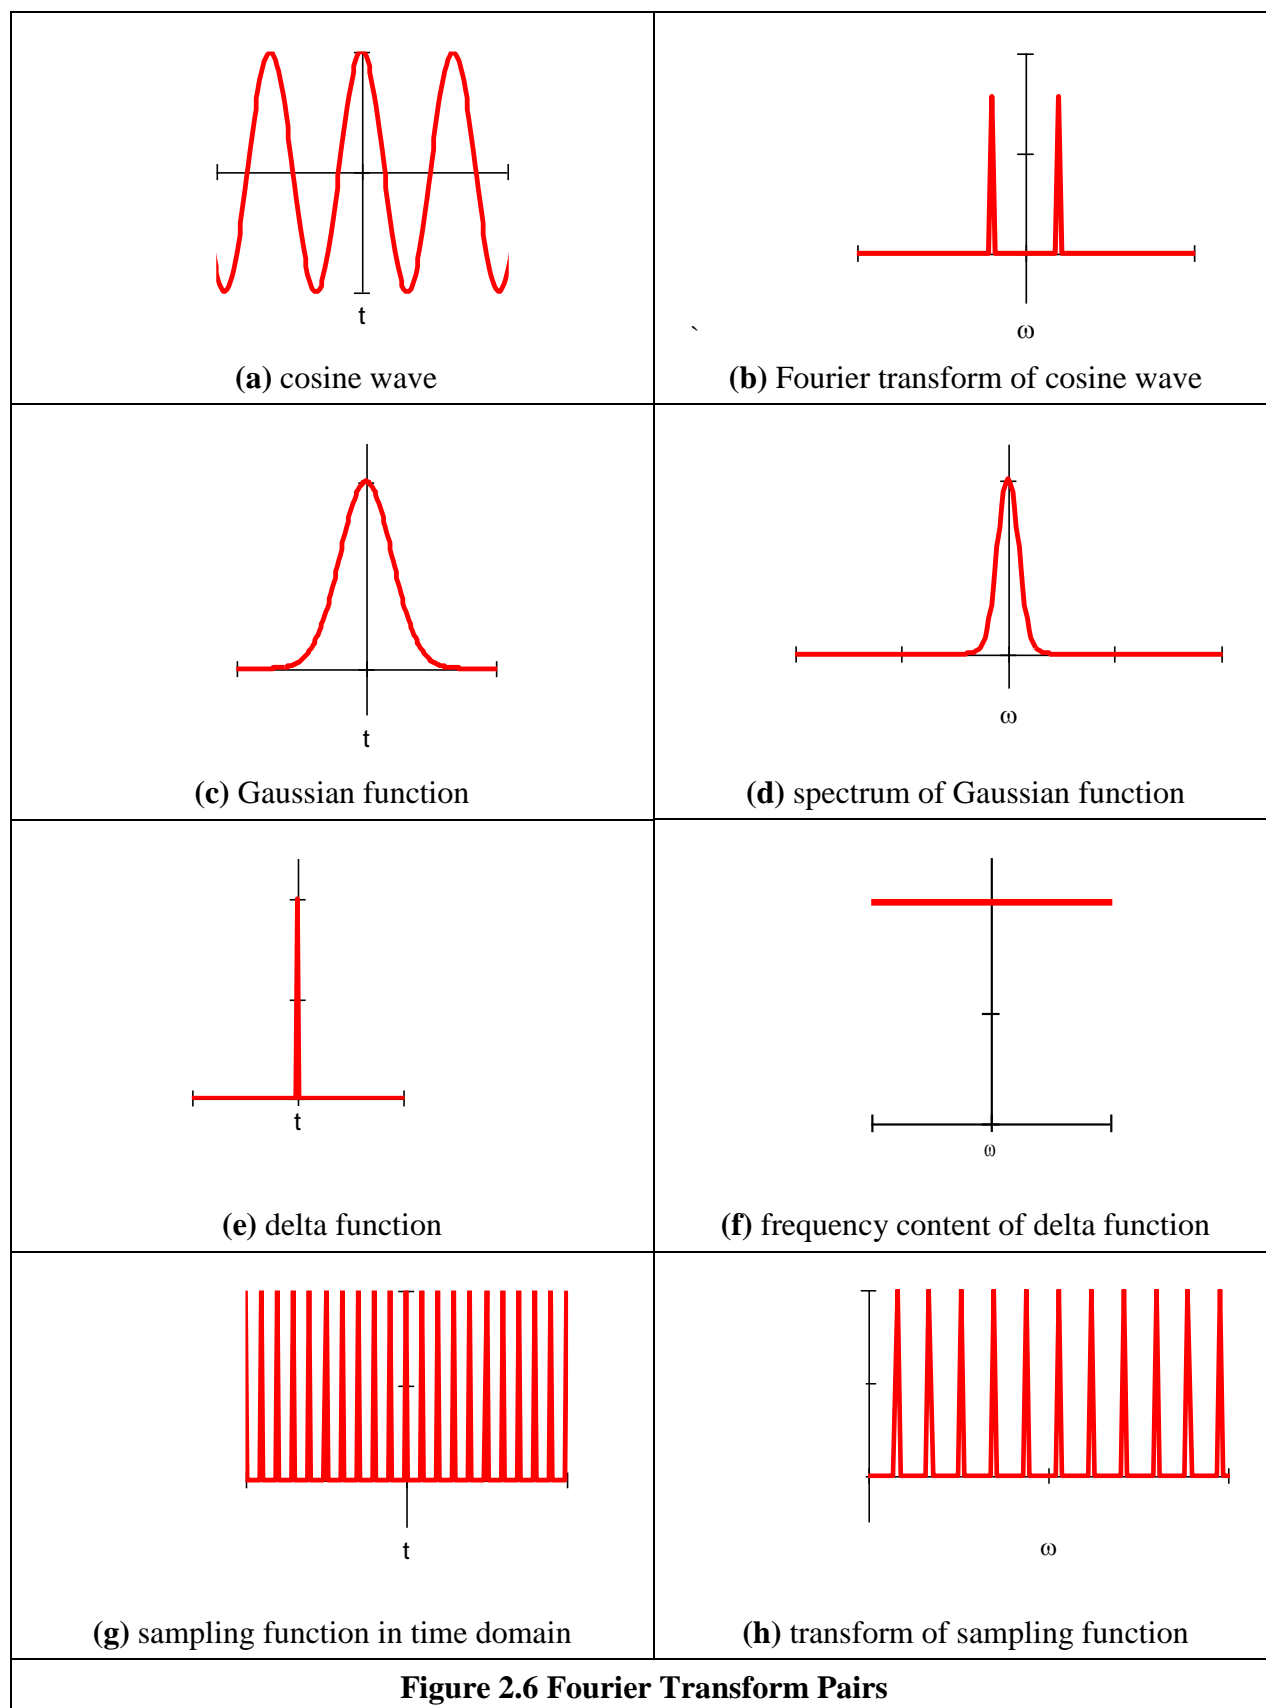 t
`
ω
(a) cosine wave
(b) Fourier transform of cosine wave
t
ω
(c) Gaussian function
(d) spectrum of Gaussian function
t
ω
(e) delta function
(f) frequency content of delta function
t
ω
(g) sampling function in time domain
(h) transform of sampling function
Figure 2.6 Fourier Transform Pairs